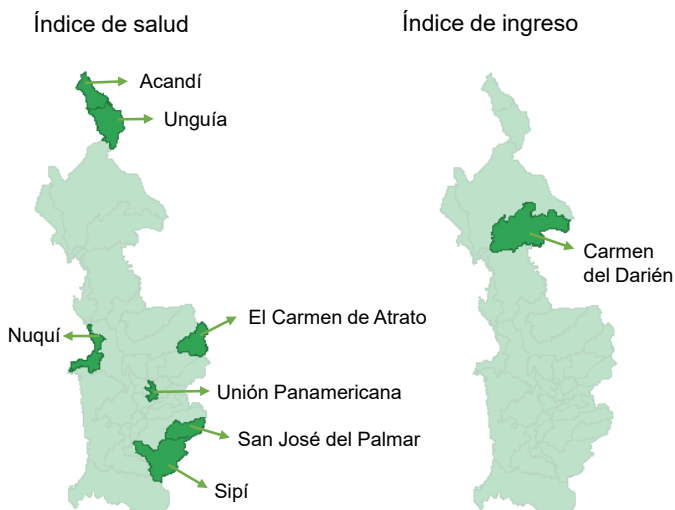 Índice de salud
Acandí
Unguía
Nuquí
El Carmen de Atrato
Unión Panamericana
San José del Palmar
Sipí
Índice de ingreso
Carmen
del Darién